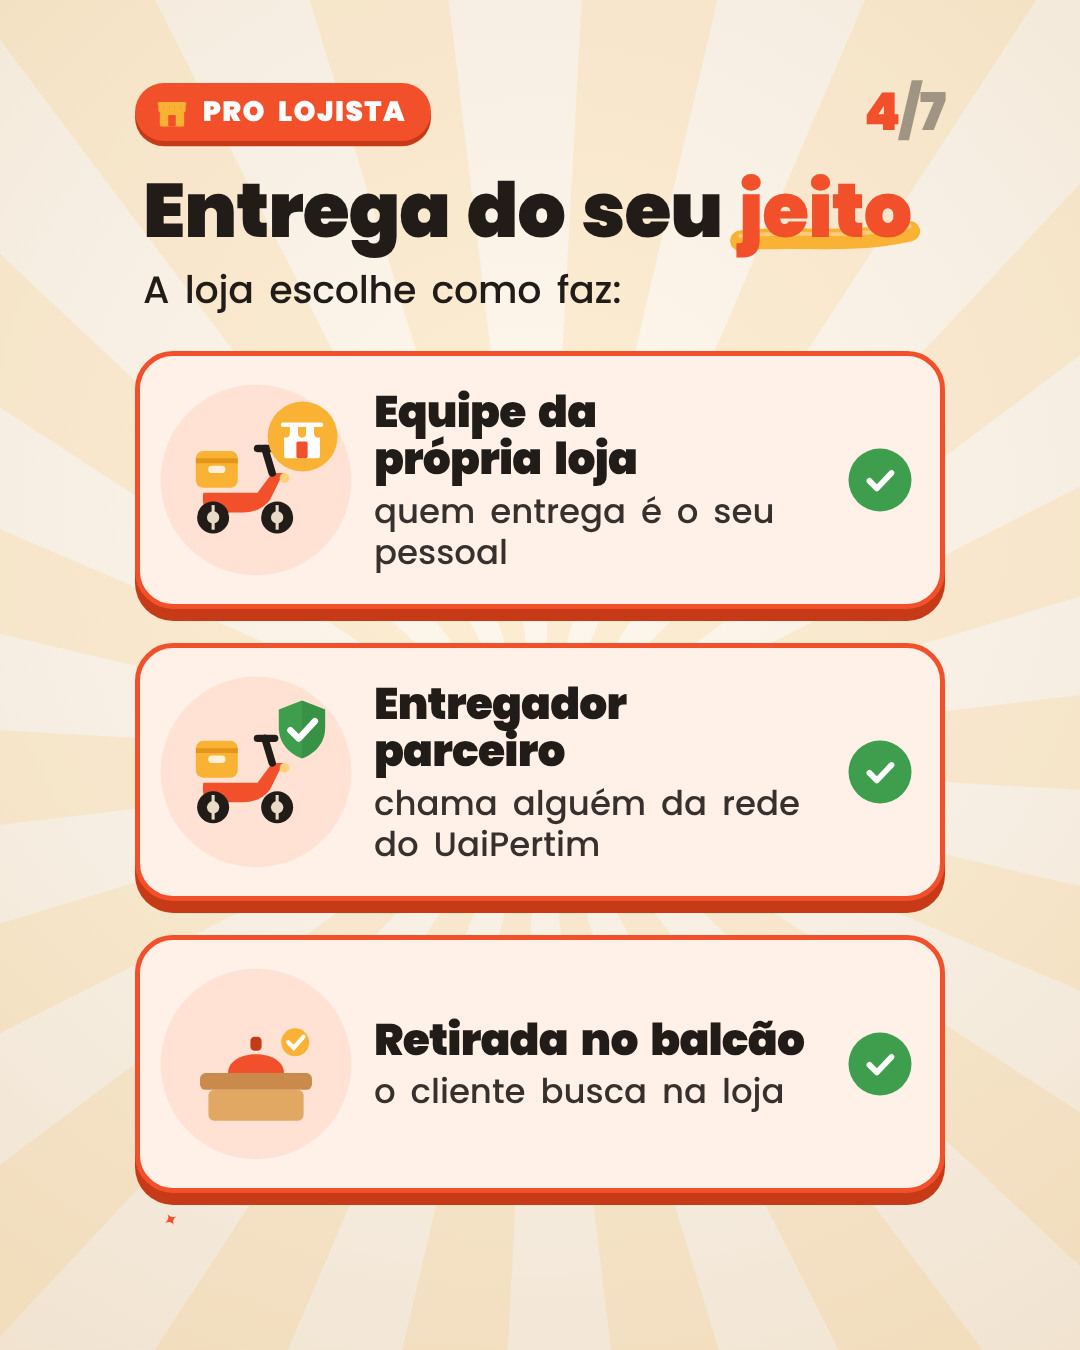 PRO LOJISTA
4/7
Entrega do seu jeito
A loja escolhe como faz:
Equipe da
própria loja
quem entrega é o seu
pessoal
Entregador
parceiro
chama alguém da rede
do UaiPertim
Retirada no balcão
o cliente busca na loja